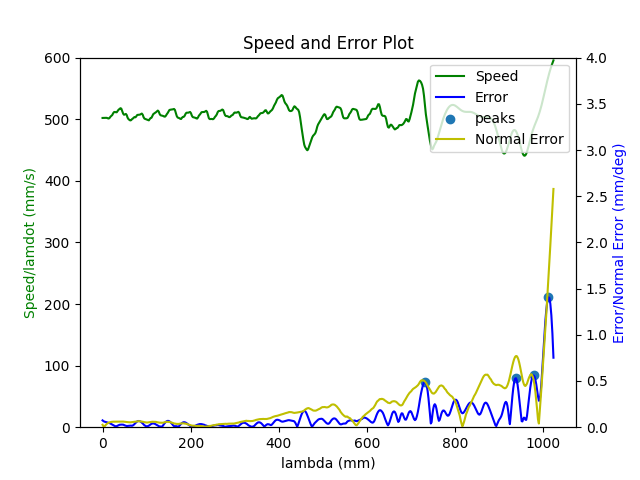 Speed and Error Plot
Speed/lamdot (mm/s)
600
500
400
300
200
100
0
Speed
Error
peaks
Normal Error
4.0
3.5
3.0
2.5
2.0
1.5
1.0
0.5
0.0
Error/Normal Error (mm/deg)
0 200 400 600 800 1000
lambda (mm)